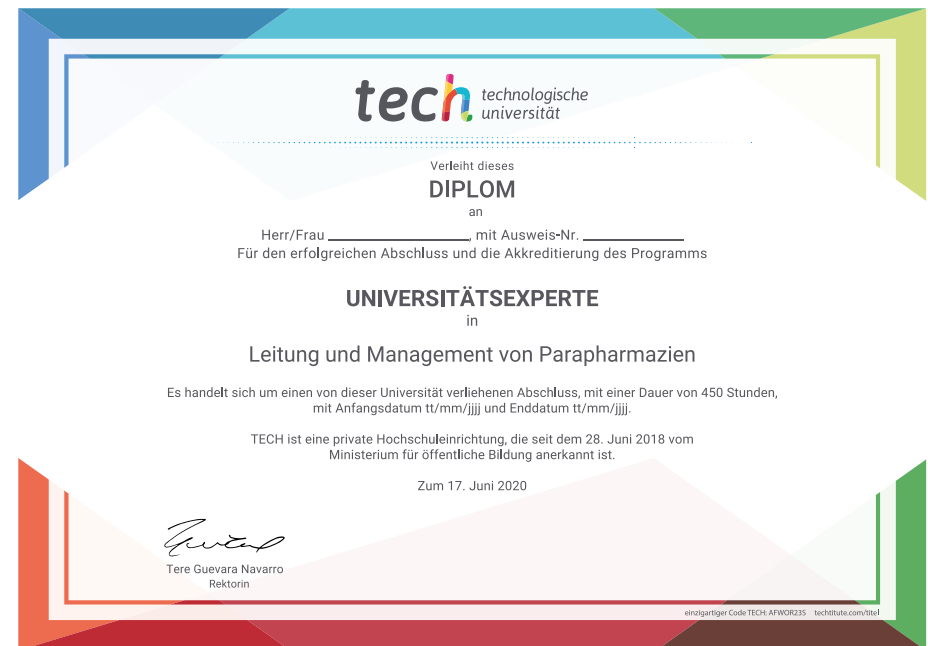 tech technologische
universität
Verleiht dieses
DIPLOM
an
Herr/Frau ____________, mit Ausweis-Nr. ____________
Für den erfolgreichen Abschluss und die Akkreditierung des Programms
UNIVERSITÄTSEXPERTE
in
Leitung und Management von Parapharmazien
Es handelt sich um einen von dieser Universität verliehenen Abschluss, mit einer Dauer von 450 Stunden,
mit Anfangsdatum tt/mm/jjjj und Enddatum tt/mm/jjjj.
TECH ist eine private Hochschuleinrichtung, die seit dem 28. Juni 2018 vom
Ministerium für öffentliche Bildung anerkannt ist.
Zum 17. Juni 2020
Tere Guevara Navarro
Rektorin
einzigartiger Code TECH: AFWOR23S techtitute.com/titel